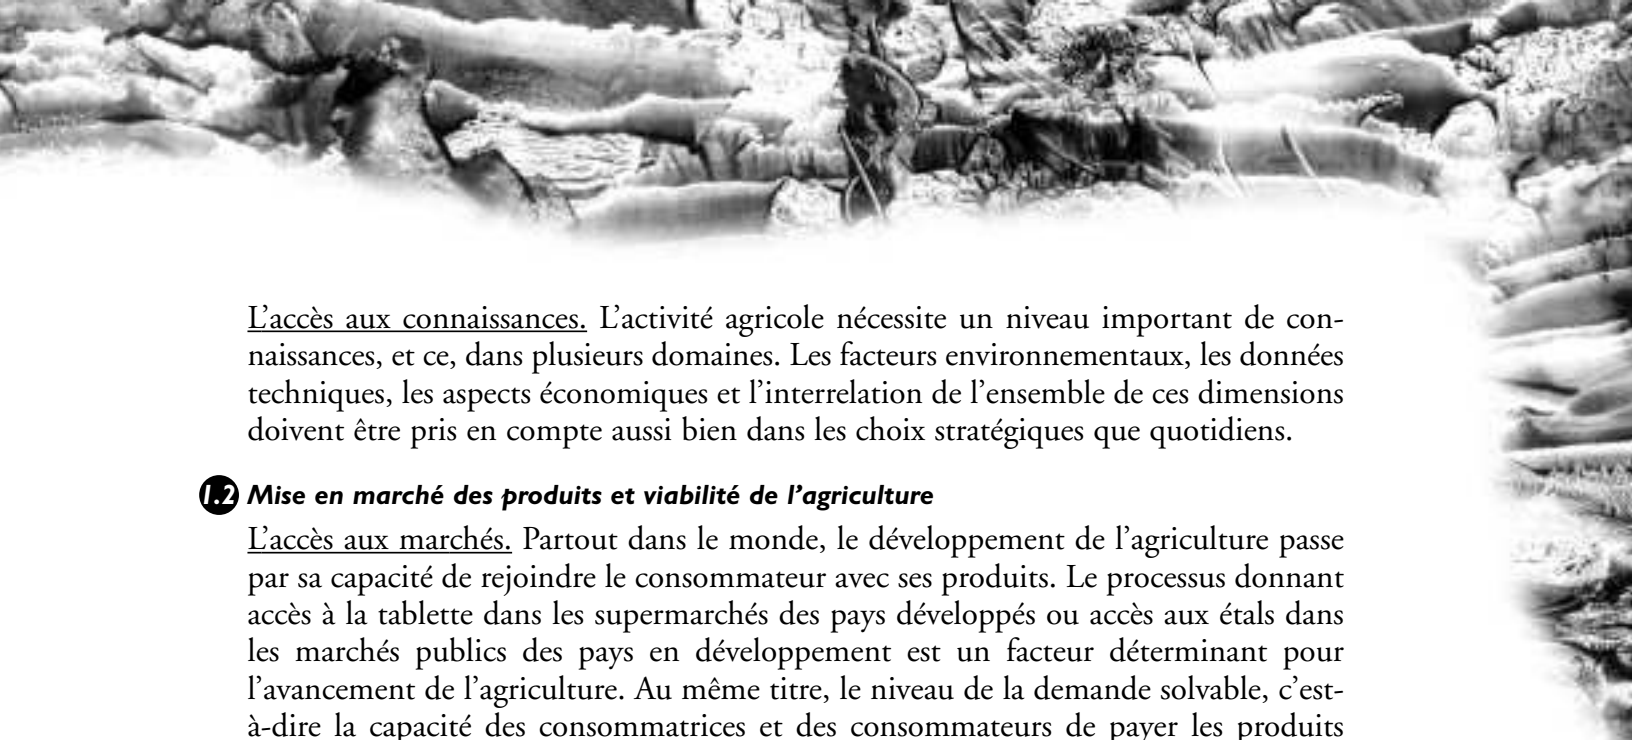 L’accès aux connaissances. L’activité agricole nécessite un niveau important de con-
naissances, et ce, dans plusieurs domaines. Les facteurs environnementaux, les données
techniques, les aspects économiques et l’interrelation de l’ensemble de ces dimensions
doivent être pris en compte aussi bien dans les choix stratégiques que quotidiens.
1.2 Mise en marché des produits et viabilité de l’agriculture
L’accès aux marchés. Partout dans le monde, le développement de l’agriculture passe
par sa capacité de rejoindre le consommateur avec ses produits. Le processus donnant
accès à la tablette dans les supermarchés des pays développés ou accès aux étals dans
les marchés publics des pays en développement est un facteur déterminant pour
l’avancement de l’agriculture. Au même titre, le niveau de la demande solvable, c’est-
à-dire la capacité des consommatrices et des consommateurs de payer les produits